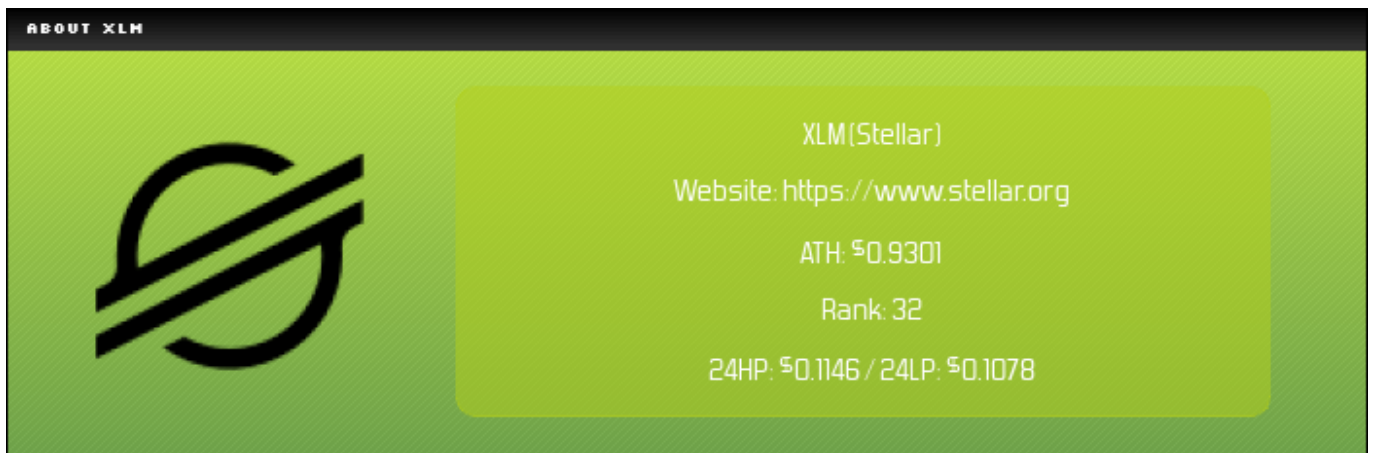 ABOUT XLM
XLM(Stellar)
Website: https://www.stellar.org
ATH: $0.9301
Rank: 32
24HP: $0.1146 / 24LP: $0.1078